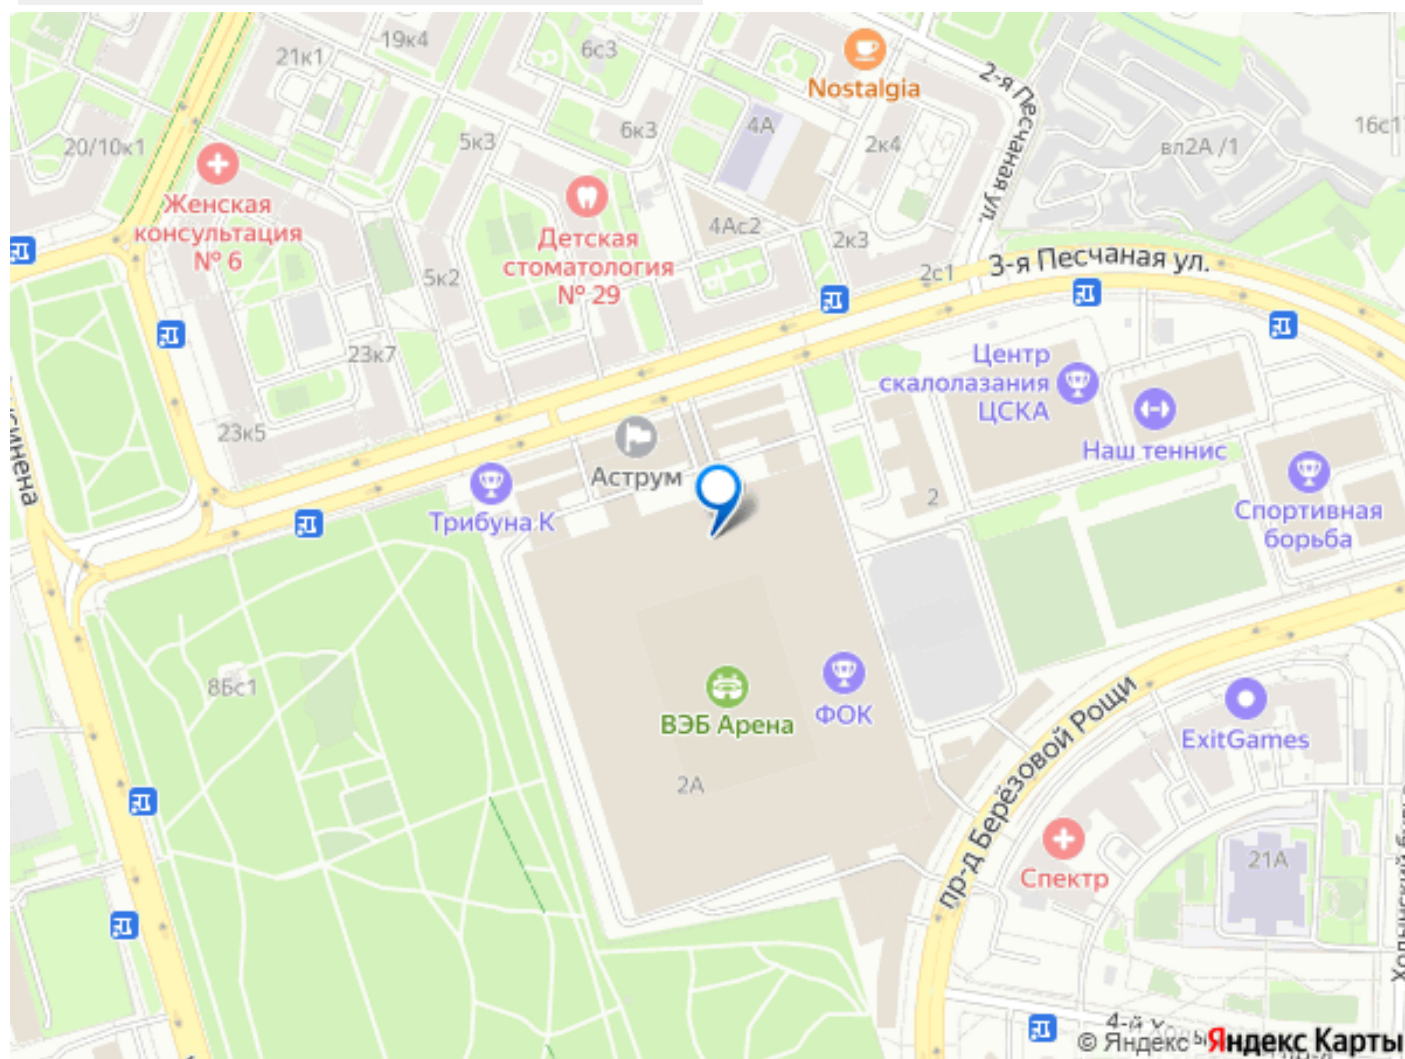 19к4
21к1
6с3
Nostalgia
2-я Песчаная ул.
20/10к1
5к3
6к3
4А
2к4
вл2А /1
Женская
консультация
№ 6
Детская
стоматология
№ 29
4Ас2
2к3
5к2
2с1
3-я Песчаная ул.
23к7
Центр
скалолазания
ЦСКА
23к5
Наш теннис
Аструм
Трибуна К
2
Спортивная
борьба
8Бс1
ВЭБ Арена
ФОК
2А
пр-д Берёзовой Рощи
ExitGames
Спектр
21А
© Яндекс
Яндекс Карты